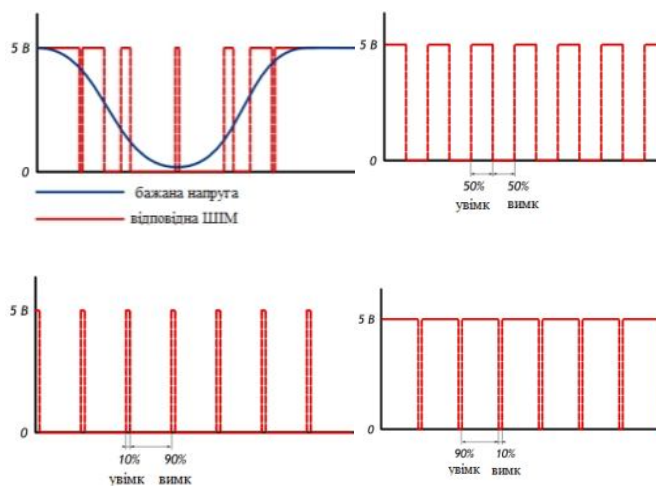 5 В
0
бажана напруга
відповідна ШІМ
5 В
0
50% 50%
увімк вимк
5 В
0
10% 90%
увімк вимк
5 В
0
90% 10%
увімк вимк